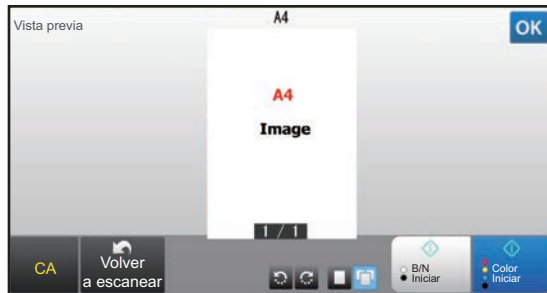 Vista previa
A4
OK
A4
Image
1 / 1
CA
Volver
a escanear
B/N
Iniciar
Color
Iniciar